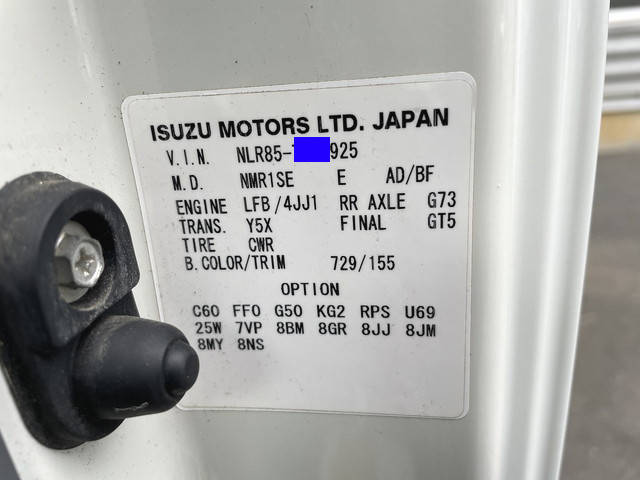 ISUZU MOTORS LTD. JAPAN
V.I.N. NLR85- 925
M.D. NMR1SE E AD/BF
ENGINE LFB/4JJ1 RR AXLE G73
TRANS. Y5X FINAL GT5
TIRE CWR
B.COLOR/TRIM 729/155
OPTION
C60 FF0 G50 KG2 RPS U69
25W 7VP 8BM 8GR 8JJ 8JM
8MY 8NS